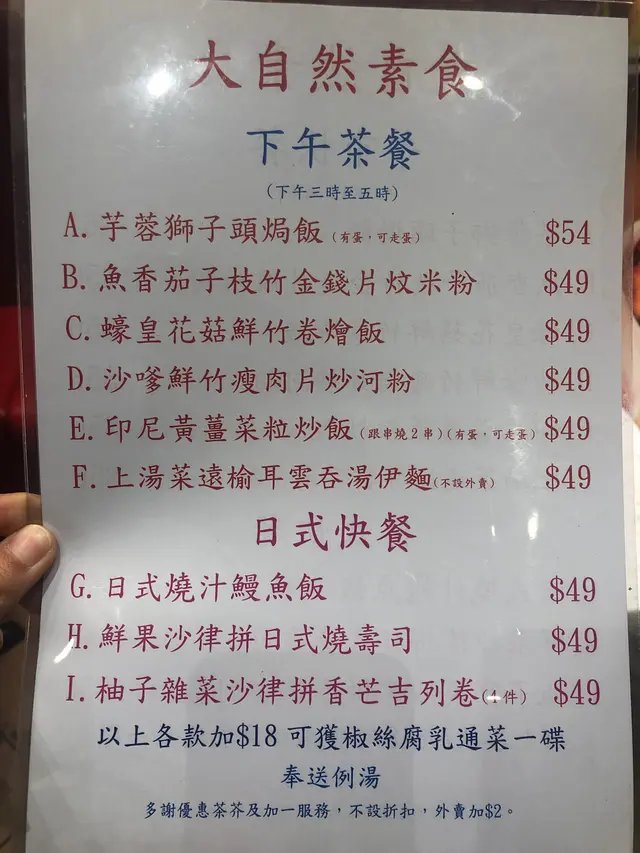 大自然素食
下午茶餐
(下午三時至五時)
A. 芋蓉獅子頭焗飯 (有蛋，可走蛋) $54
B. 魚香茄子枝竹金錢片炆米粉 $49
C. 蠔皇花菇鮮竹卷燴飯 $49
D. 沙嗲鮮竹瘦肉片炒河粉 $49
E. 印尼黃薑菜粒炒飯 (跟串燒2串)(有蛋，可走蛋) $49
F. 上湯菜遠榆耳雲吞湯伊麵 (不設外賣) $49
日式快餐
G. 日式燒汁鰻魚飯 $49
H. 鮮果沙律拼日式燒壽司 $49
I. 柚子雜菜沙律拼香芒吉列卷 (4件) $49
以上各款加$18 可獲椒絲腐乳通菜一碟
奉送例湯
多謝優惠茶芥及加一服務，不設折扣，外賣加$2。